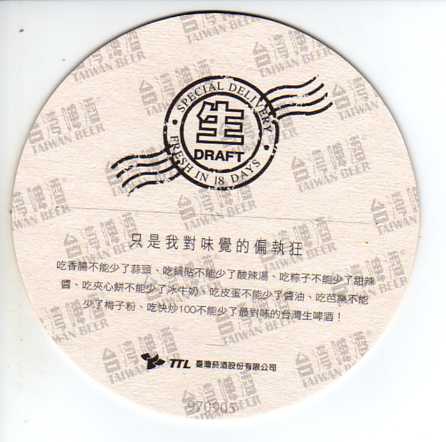 SPECIAL DELIVERY
生
DRAFT
FRESH IN 18 DAYS
只是我對味覺的偏執狂
吃香腸不能少了蒜頭、吃鍋貼不能少了酸辣湯、吃粽子不能少了甜辣
醬、吃夾心餅不能少了冰牛奶、吃皮蛋不能少了醬油、吃芭樂不能
少了梅子粉、吃快炒100不能少了最對味的台灣生啤酒！
TTL 臺灣菸酒股份有限公司
970903
台灣啤酒
TAIWAN BEER